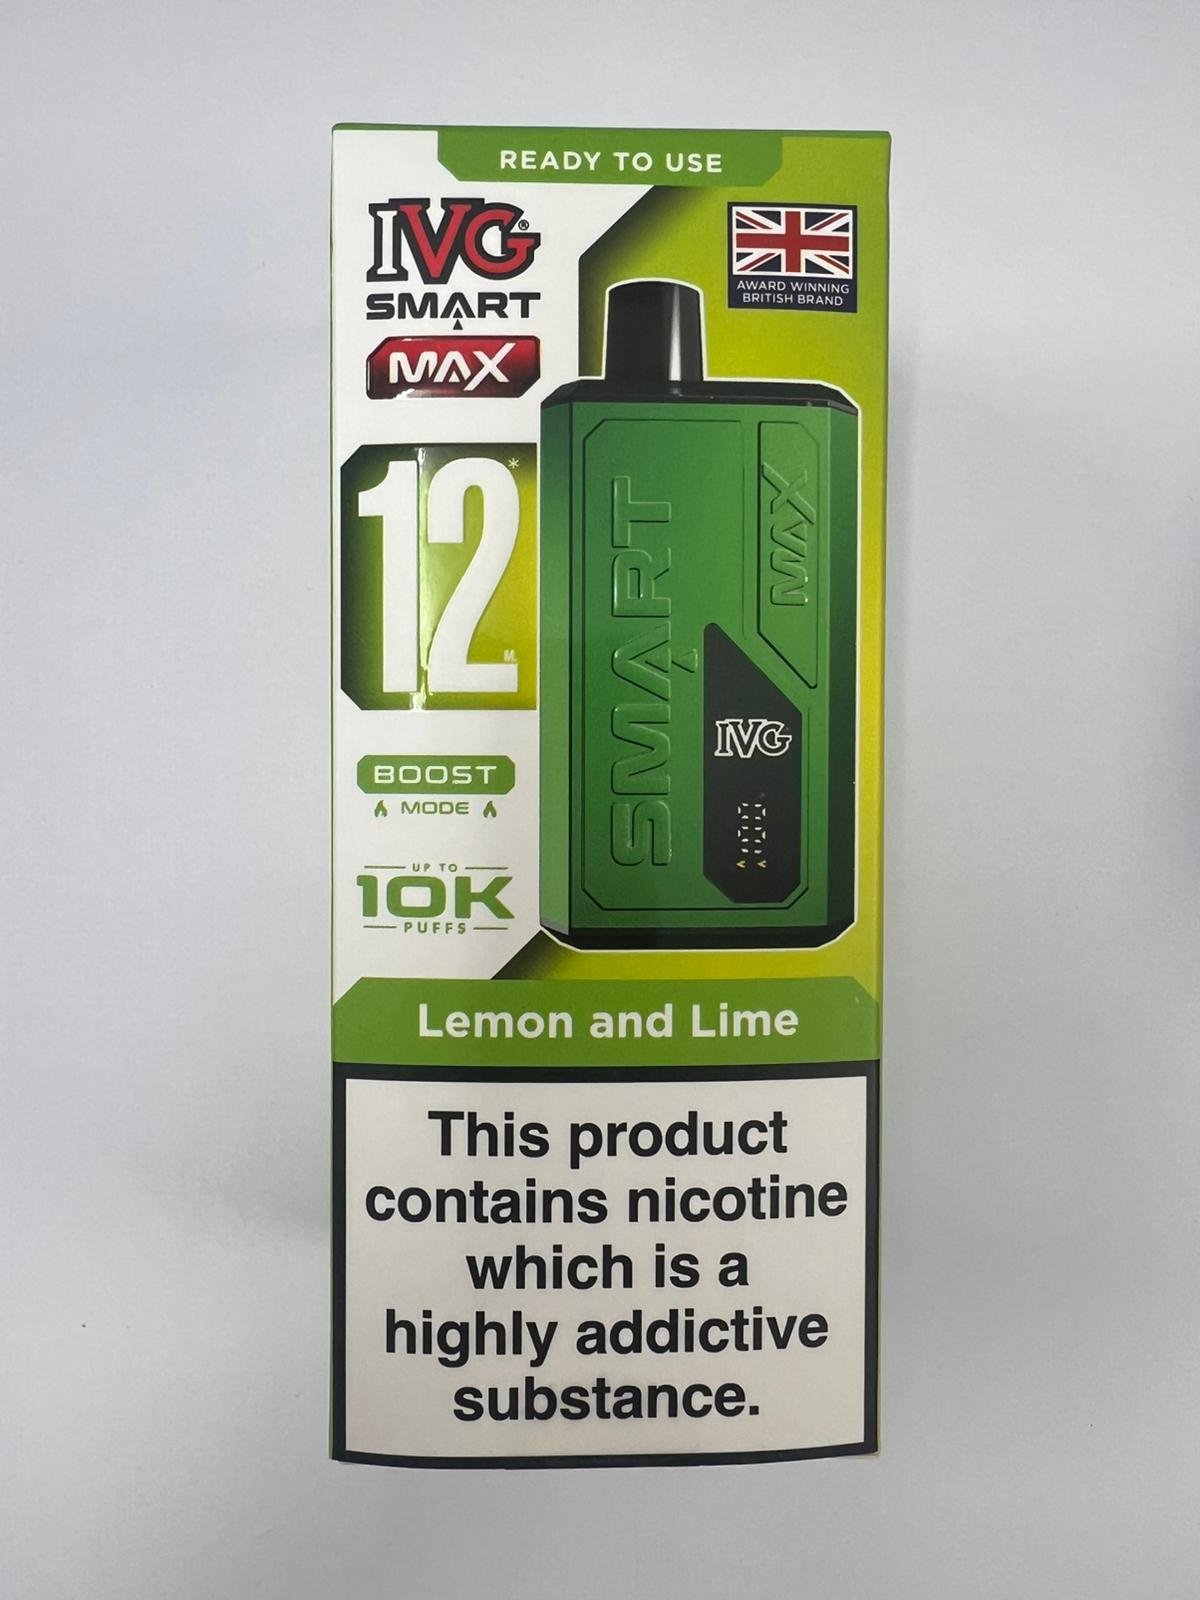 READY TO USE
IVG®
SMART
MAX
AWARD WINNING
BRITISH BRAND
12*
ML
SMART
MAX
IVG
100
BOOST
MODE
UP TO
10K
PUFFS
Lemon and Lime
This product
contains nicotine
which is a
highly addictive
substance.